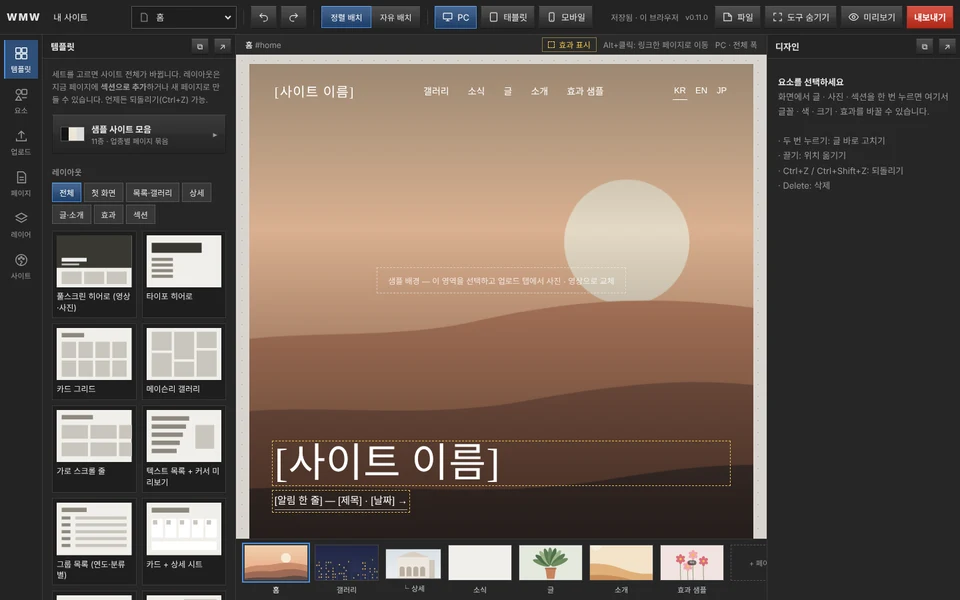 WMW 내 사이트 홈 정렬 배치 자유 배치 PC 태블릿 모바일 저장됨 · 이 브라우저 v0.11.0 파일 도구 숨기기 미리보기 내보내기
템플릿
요소
업로드
페이지
레이어
사이트
템플릿
세트를 고르면 사이트 전체가 바뀝니다. 레이아웃은
지금 페이지에 섹션으로 추가하거나 새 페이지로 만
들 수 있습니다. 언제든 되돌리기(Ctrl+Z) 가능.
샘플 사이트 모음
11종 · 업종별 페이지 묶음
레이아웃
전체 첫 화면 목록·갤러리 상세
글·소개 효과 섹션
풀스크린 히어로 (영상
·사진)
타이포 히어로
카드 그리드
메이슨리 갤러리
가로 스크롤 줄
텍스트 목록 + 커서 미
리보기
그룹 목록 (연도·분류
별)
카드 + 상세 시트
홈 #home 효과 표시 Alt+클릭: 링크한 페이지로 이동 PC · 전체 폭
[사이트 이름] 갤러리 소식 글 소개 효과 샘플 KR EN JP
샘플 배경 — 이 영역을 선택하고 업로드 탭에서 사진 · 영상으로 교체
[사이트 이름]
[알림 한 줄] — [제목] · [날짜] →
홈 갤러리 └ 상세 소식 글 소개 효과 샘플
디자인
요소를 선택하세요
화면에서 글 · 사진 · 섹션을 한 번 누르면 여기서
글꼴 · 색 · 크기 · 효과를 바꿀 수 있습니다.
· 두 번 누르기: 글 바로 고치기
· 끌기: 위치 옮기기
· Ctrl+Z / Ctrl+Shift+Z: 되돌리기
· Delete: 삭제